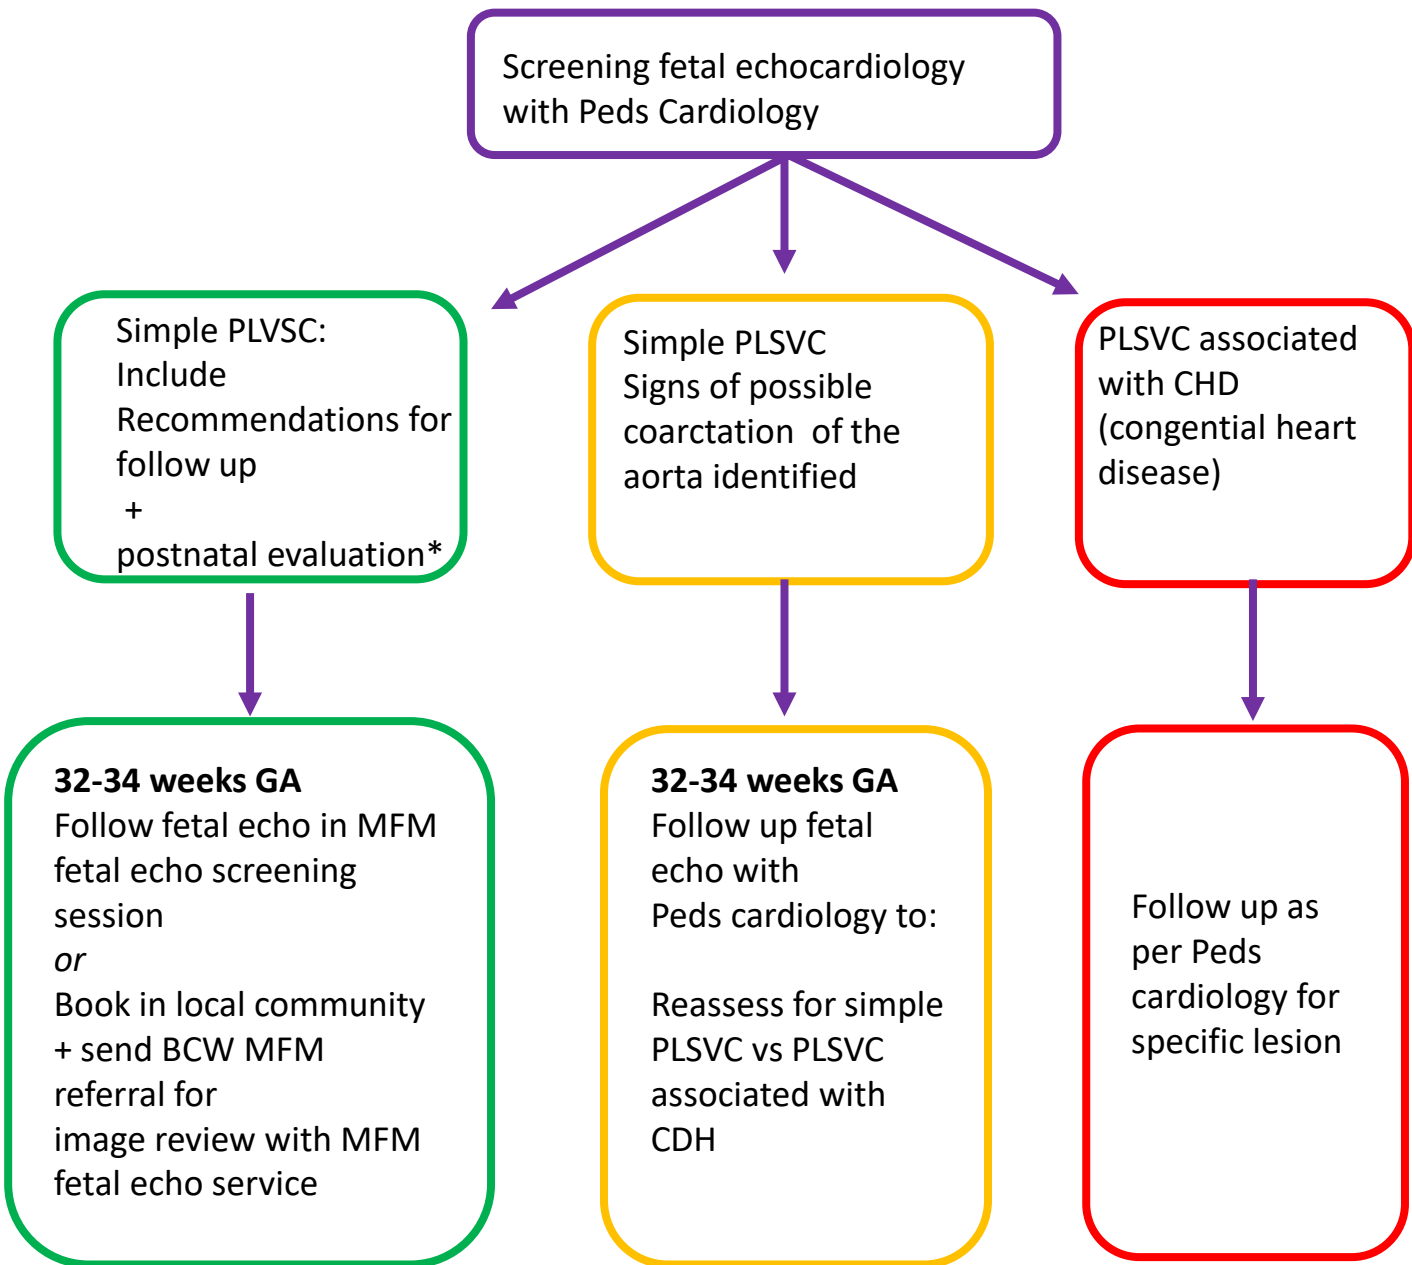 Screening fetal echocardiology
with Peds Cardiology
Simple PLVSC:
Include
Recommendations for
follow up
+
postnatal evaluation*
Simple PLSVC
Signs of possible
coarctation of the
aorta identified
PLSVC associated
with CHD
(congential heart
disease)
32-34 weeks GA
Follow fetal echo in MFM
fetal echo screening
session
or
Book in local community
+ send BCW MFM
referral for
image review with MFM
fetal echo service
32-34 weeks GA
Follow up fetal
echo with
Peds cardiology to:
Reassess for simple
PLSVC vs PLSVC
associated with
CDH
Follow up as
per Peds
cardiology for
specific lesion